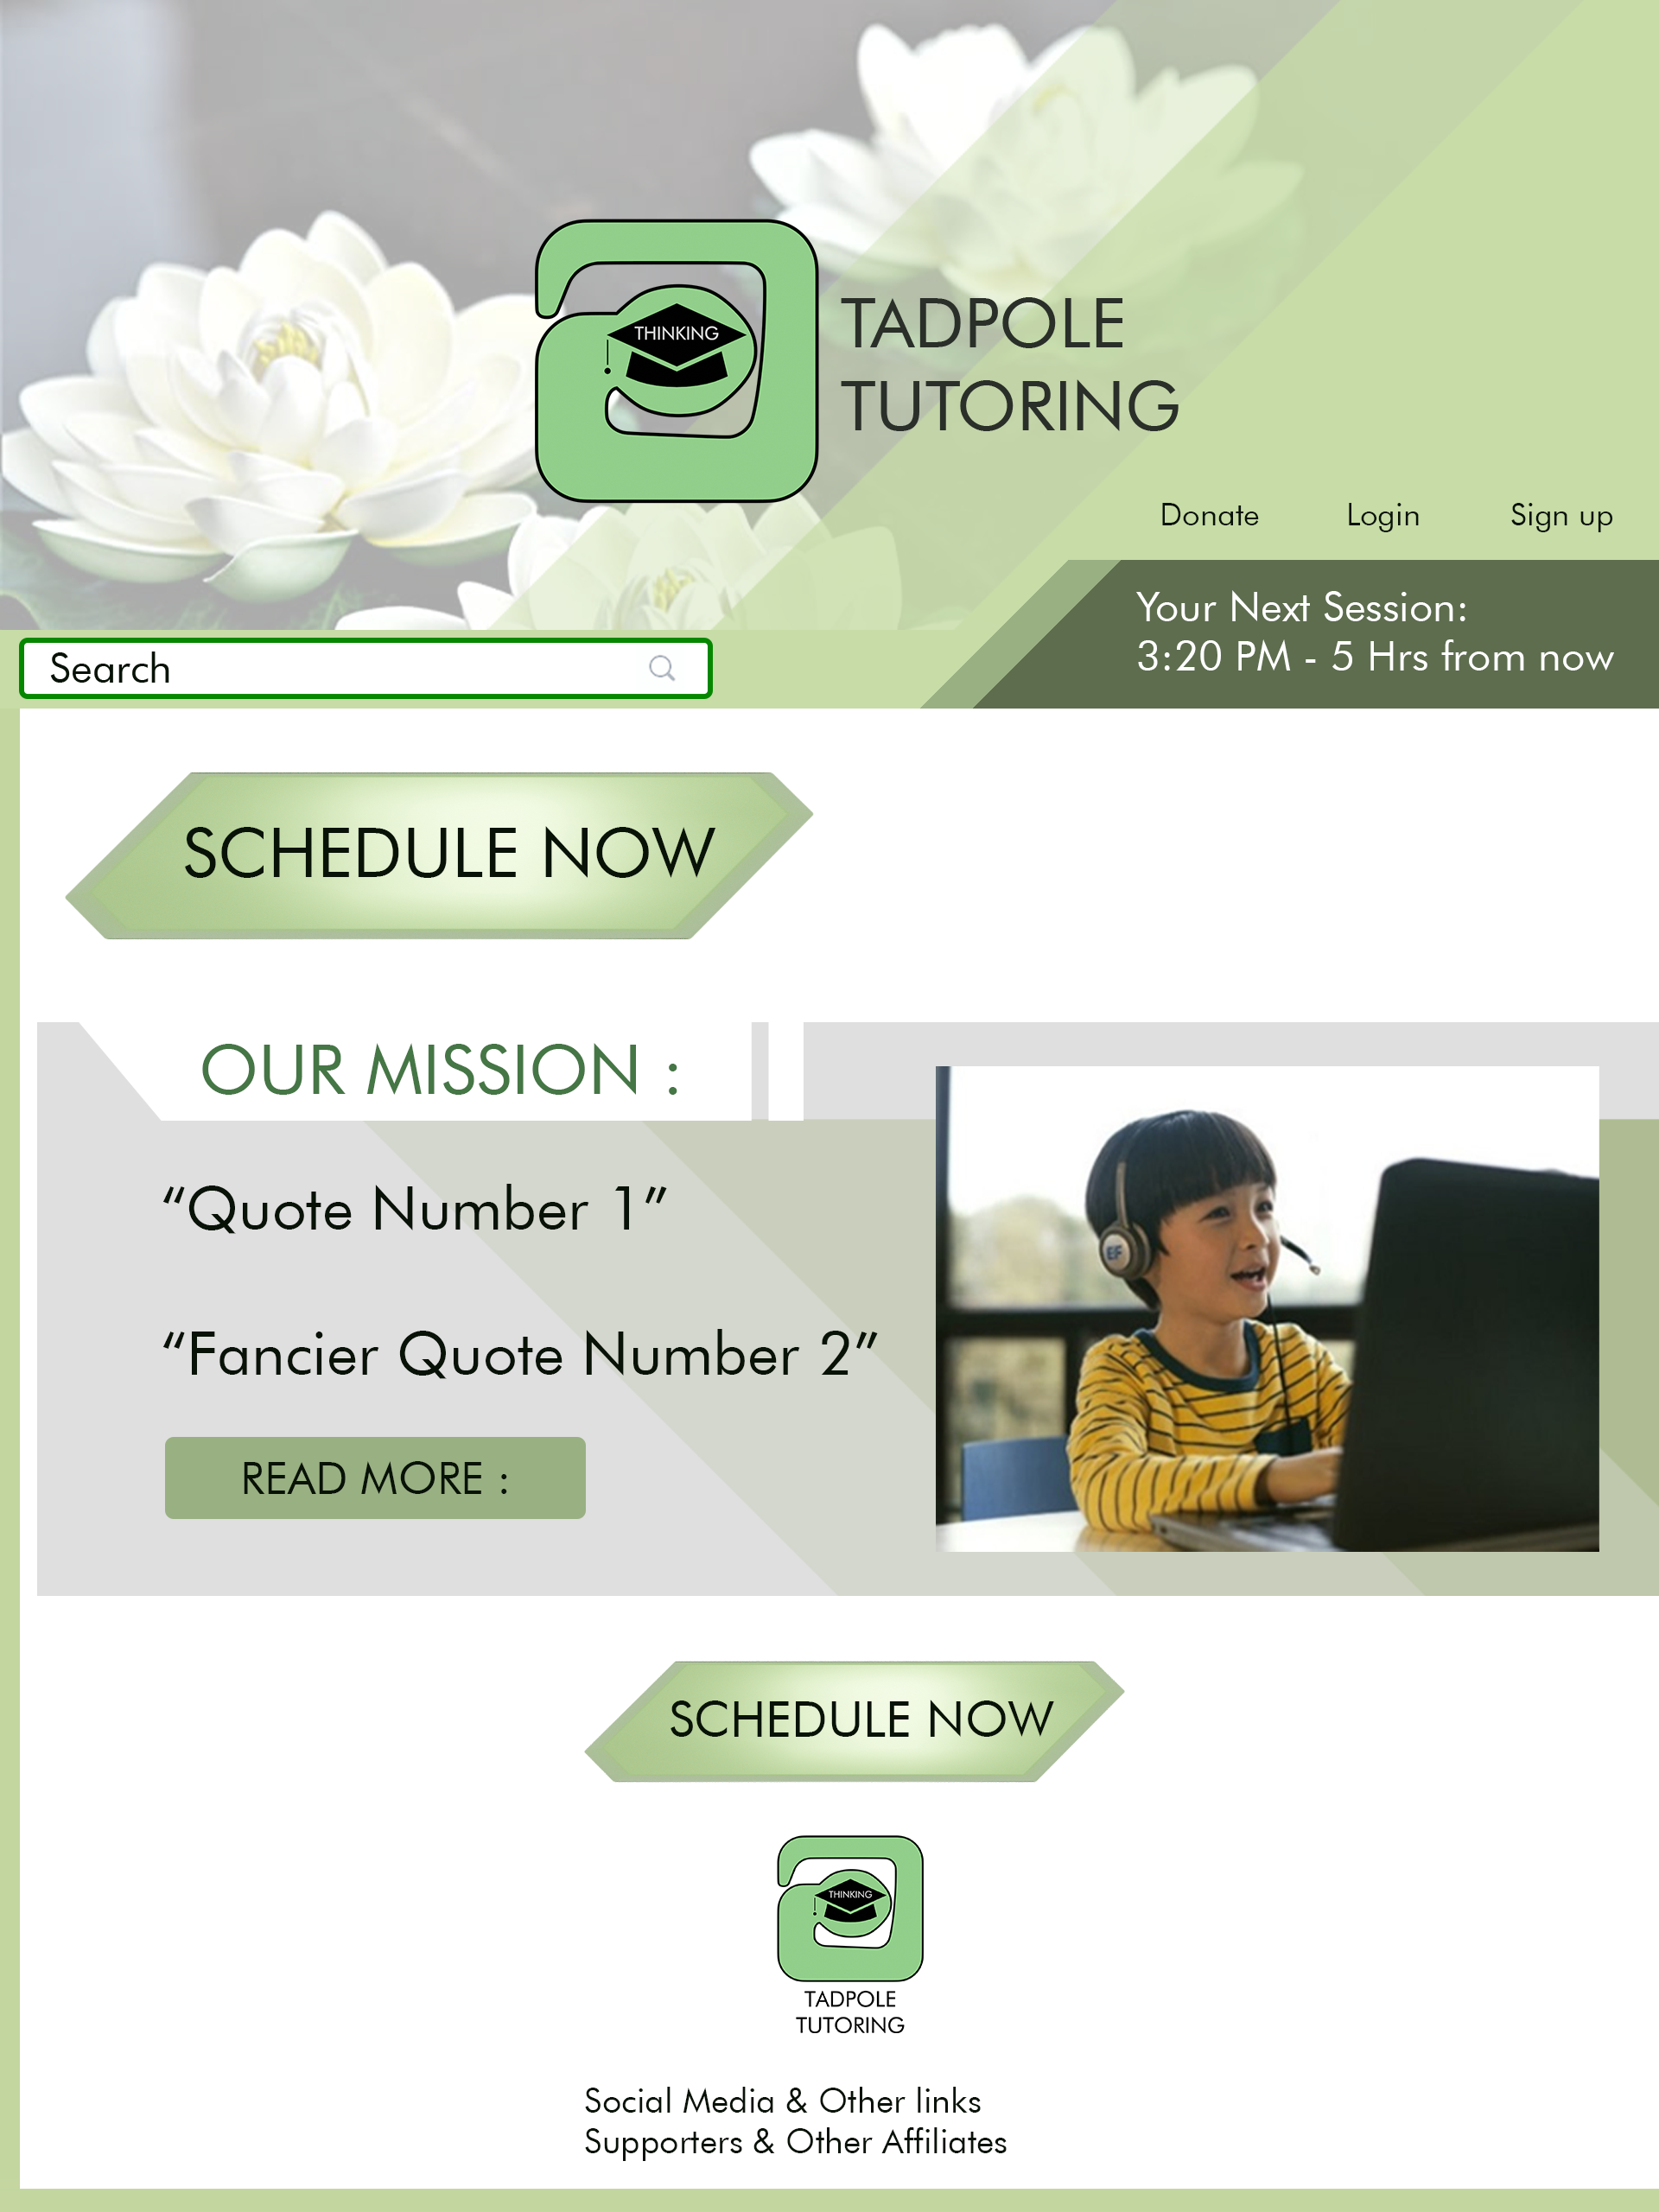 THINKING
TADPOLE
TUTORING
Donate
Login
Sign up
Your Next Session:
3:20 PM - 5 Hrs from now
Search
SCHEDULE NOW
OUR MISSION :
“Quote Number 1”
“Fancier Quote Number 2”
READ MORE :
EF
SCHEDULE NOW
THINKING
TADPOLE
TUTORING
Social Media & Other links
Supporters & Other Affiliates